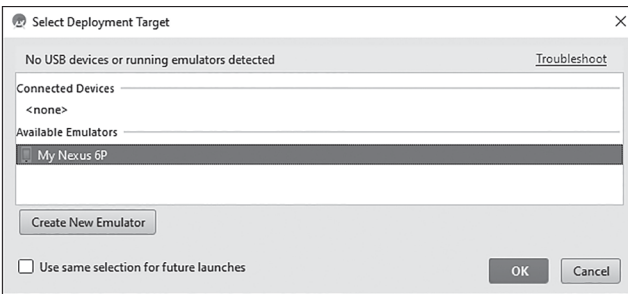 Select Deployment Target
No USB devices or running emulators detected Troubleshoot
Connected Devices
<none>
Available Emulators
My Nexus 6P
Create New Emulator
Use same selection for future launches
OK Cancel